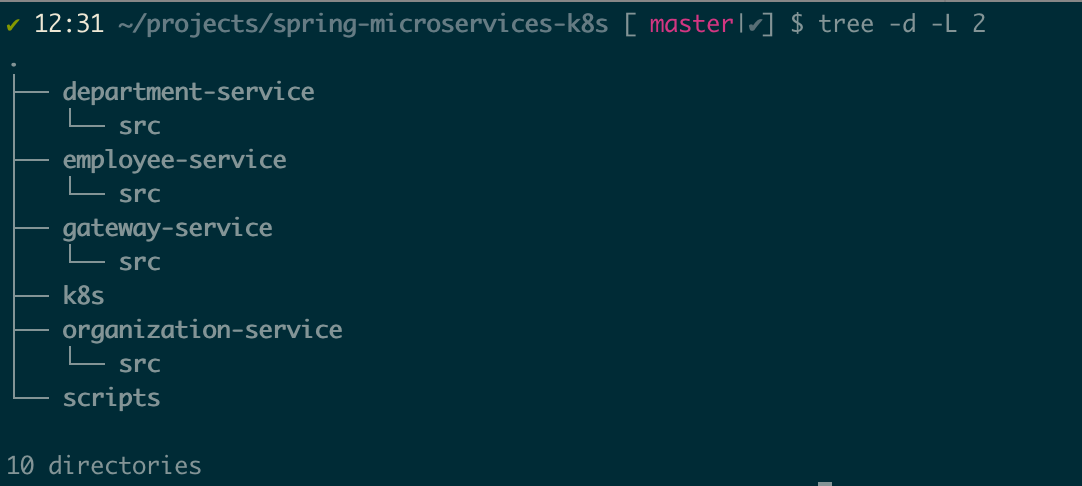 ✔ 12:31 ~/projects/spring-microservices-k8s [ master|✔] $ tree -d -L 2
.
├── department-service
│   └── src
├── employee-service
│   └── src
├── gateway-service
│   └── src
├── k8s
├── organization-service
│   └── src
└── scripts
10 directories